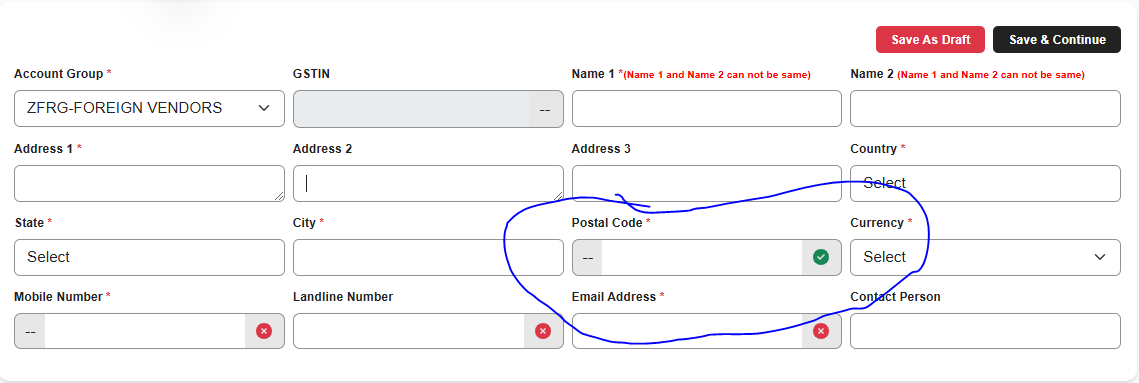 Save As Draft Save & Continue
Account Group * GSTIN Name 1 *(Name 1 and Name 2 can not be same) Name 2 (Name 1 and Name 2 can not be same)
ZFRG-FOREIGN VENDORS --
Address 1 * Address 2 Address 3 Country *
Select
State * City * Postal Code * Currency *
Select -- Select
Mobile Number * Landline Number Email Address * Contact Person
--